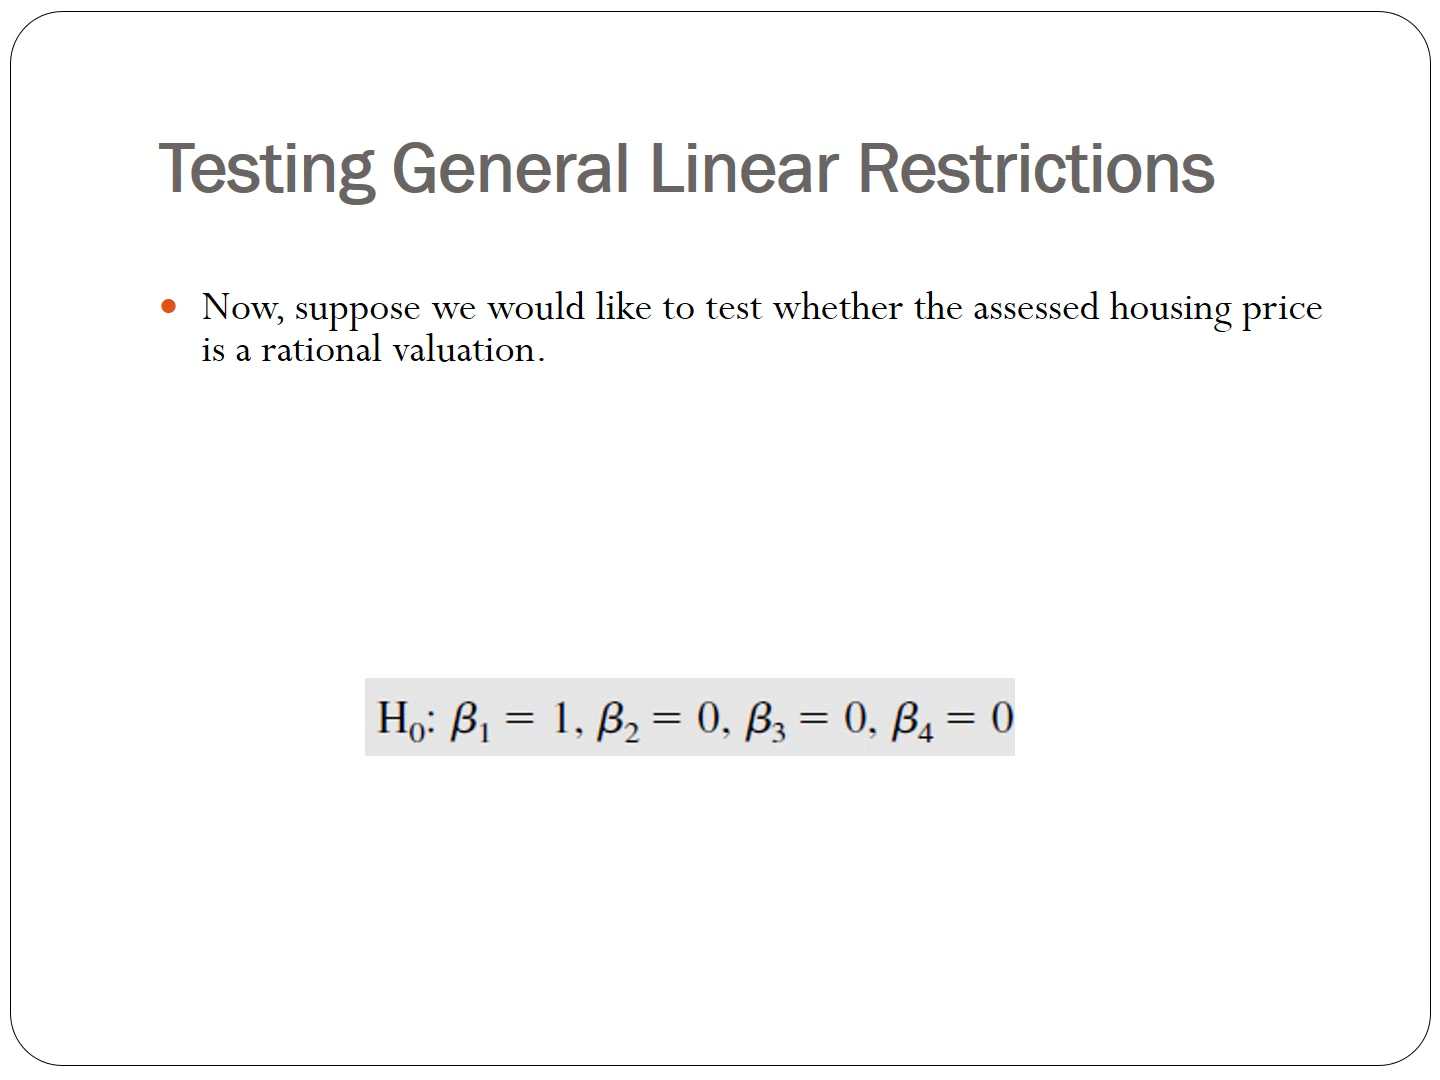 Testing General Linear Restrictions
• Now, suppose we would like to test whether the assessed housing price
is a rational valuation.
H₀: β₁ = 1, β₂ = 0, β₃ = 0, β₄ = 0